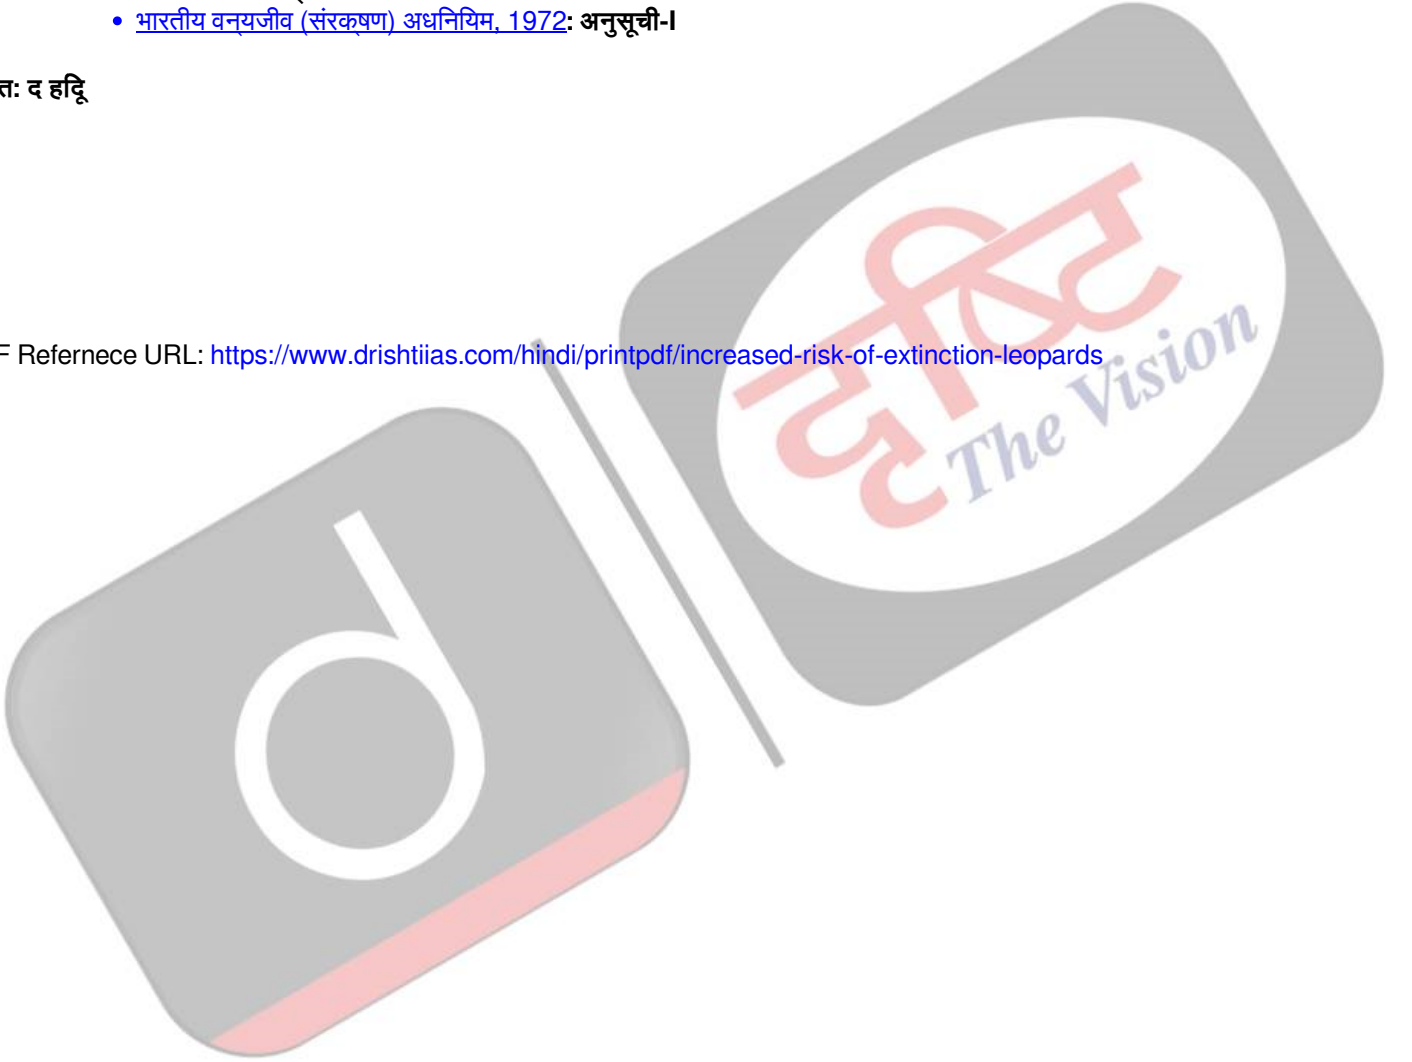 • भारतीय वन्यजीव (संरक्षण) अधिनियम, 1972: अनुसूची-I
त: द हिंदू
F Refernece URL: https://www.drishtiias.com/hindi/printpdf/increased-risk-of-extinction-leopards
दृष्टि
The Vision
d